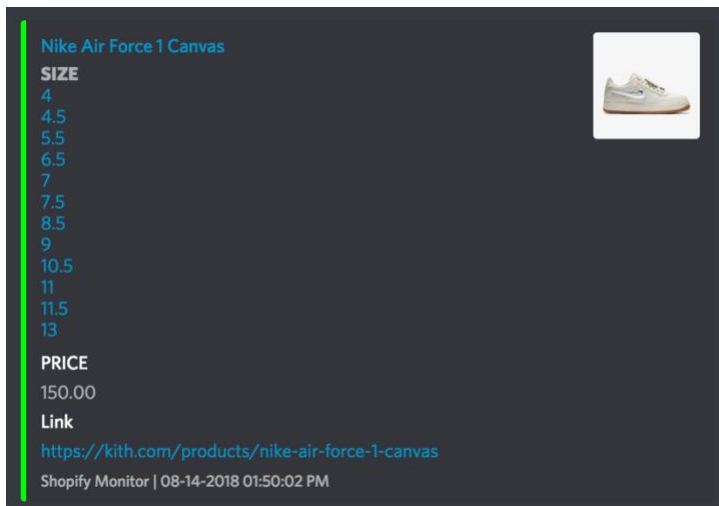 Nike Air Force 1 Canvas
SIZE
4
4.5
5.5
6.5
7
7.5
8.5
9
10.5
11
11.5
13
PRICE
150.00
Link
https://kith.com/products/nike-air-force-1-canvas
Shopify Monitor | 08-14-2018 01:50:02 PM